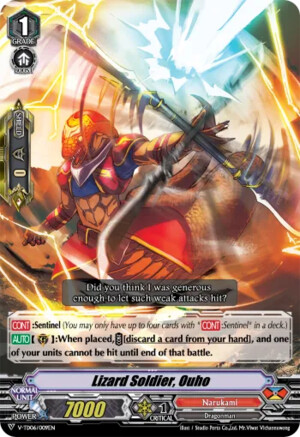 1
GRADE
BOOST
SHIELD
0
Did you think I was generous
enough to let such weak attacks hit?
CONT :Sentinel (You may only have up to four cards with "CONT :Sentinel" in a deck.)
AUTO [G]:When placed, [discard a card from your hand], and one
of your units cannot be hit until end of that battle.
NORMAL
UNIT
Lizard Soldier, Ouho
POWER
7000
1
CRITICAL
Narukami
Dragonman
V-TD06/009EN